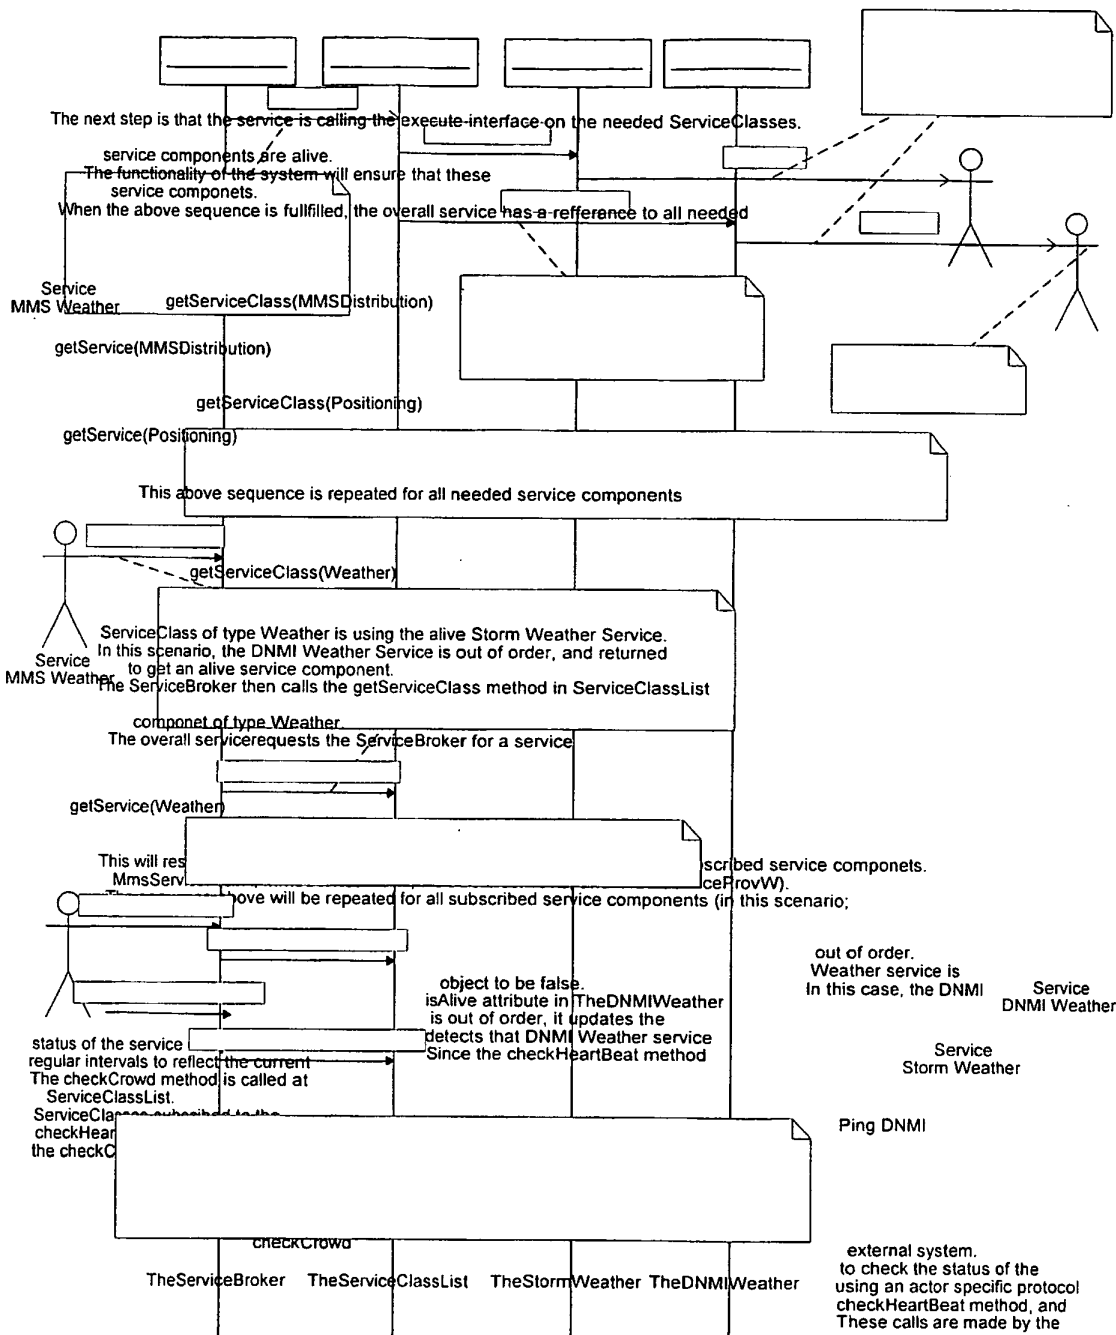 The next step is that the service is calling the execute-interface on the needed ServiceClasses.
service components are alive.
The functionality of the system will ensure that these
service componets.
When the above sequence is fullfilled, the overall service has a refferance to all needed
Service
MMS Weather
getServiceClass(MMSDistribution)
getService(MMSDistribution)
getServiceClass(Positioning)
getService(Positioning)
This above sequence is repeated for all needed service components
getServiceClass(Weather)
Service
MMS Weather
ServiceClass of type Weather is using the alive Storm Weather Service.
In this scenario, the DNMI Weather Service is out of order, and returned
to get an alive service component.
The ServiceBroker then calls the getServiceClass method in ServiceClassList
componet of type Weather.
The overall servicerequests the ServiceBroker for a service
getService(Weather)
This will res
scribed service componets.
MmsServ
ceProvW).
bove will be repeated for all subscribed service components (in this scenario;
out of order.
Weather service is
In this case, the DNMI
Service
DNMI Weather
object to be false.
isAlive attribute in TheDNMIWeather
is out of order, it updates the
detects that DNMI Weather service
Since the checkHeartBeat method
Service
Storm Weather
status of the service
regular intervals to reflect the current
The checkCrowd method is called at
ServiceClassList.
ServiceClasses subscibed to the
checkHear
the checkC
Ping DNMI
checkCrowd
TheServiceBroker TheServiceClassList TheStormWeather TheDNMIWeather
external system.
to check the status of the
using an actor specific protocol
checkHeartBeat method, and
These calls are made by the